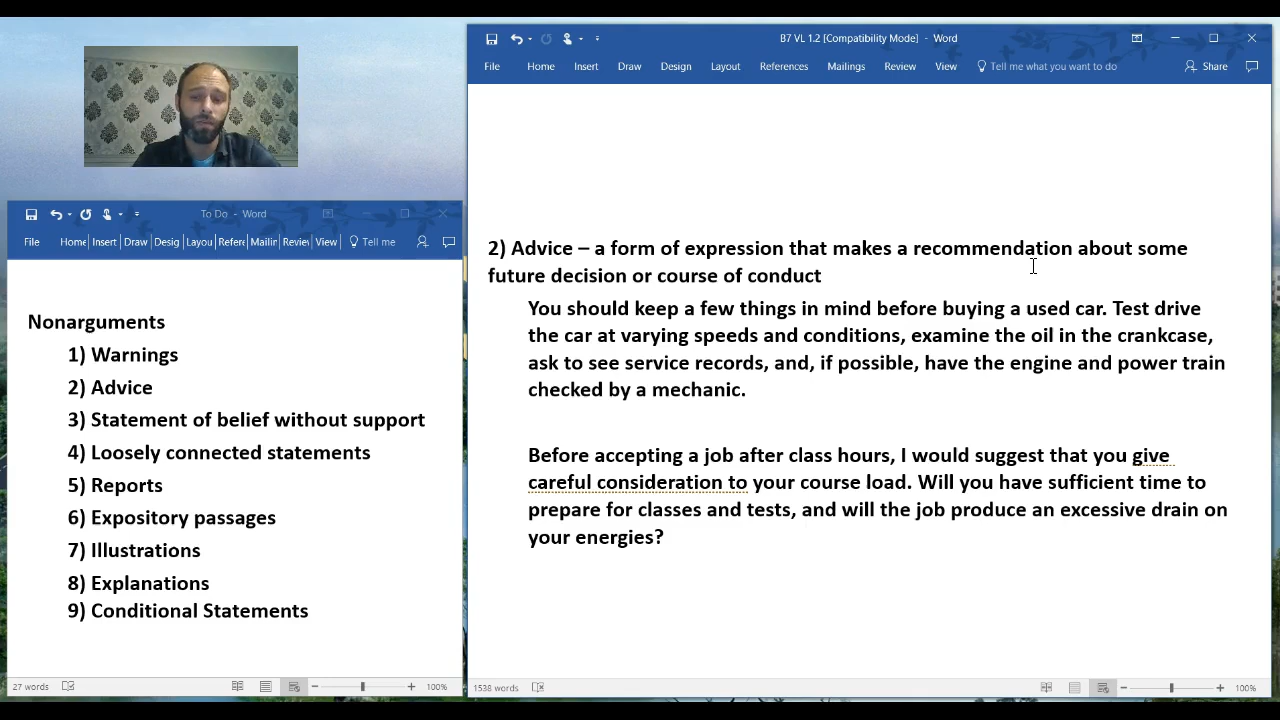 B7 VL 1.2 [Compatibility Mode] - Word
File Home Insert Draw Design Layout References Mailings Review View Tell me what you want to do Share
To Do - Word
File Home Insert Draw Desig Layou Refere Mailin Review View Tell me
Nonarguments
1) Warnings
2) Advice
3) Statement of belief without support
4) Loosely connected statements
5) Reports
6) Expository passages
7) Illustrations
8) Explanations
9) Conditional Statements
27 words 100%
2) Advice – a form of expression that makes a recommendation about some
future decision or course of conduct
You should keep a few things in mind before buying a used car. Test drive
the car at varying speeds and conditions, examine the oil in the crankcase,
ask to see service records, and, if possible, have the engine and power train
checked by a mechanic.
Before accepting a job after class hours, I would suggest that you give
careful consideration to your course load. Will you have sufficient time to
prepare for classes and tests, and will the job produce an excessive drain on
your energies?
1538 words 100%